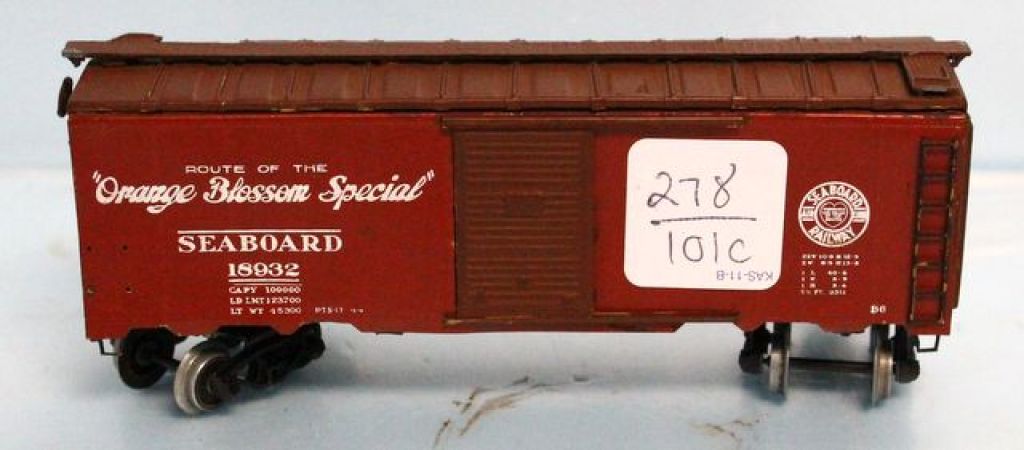 ROUTE OF THE
"Orange Blossom Special"
SEABOARD
18932
CAPY 100000
LD LMT 123700
LT WT 45300
278
101C
KAS-11-B
SEABOARD
RAILWAY
B6